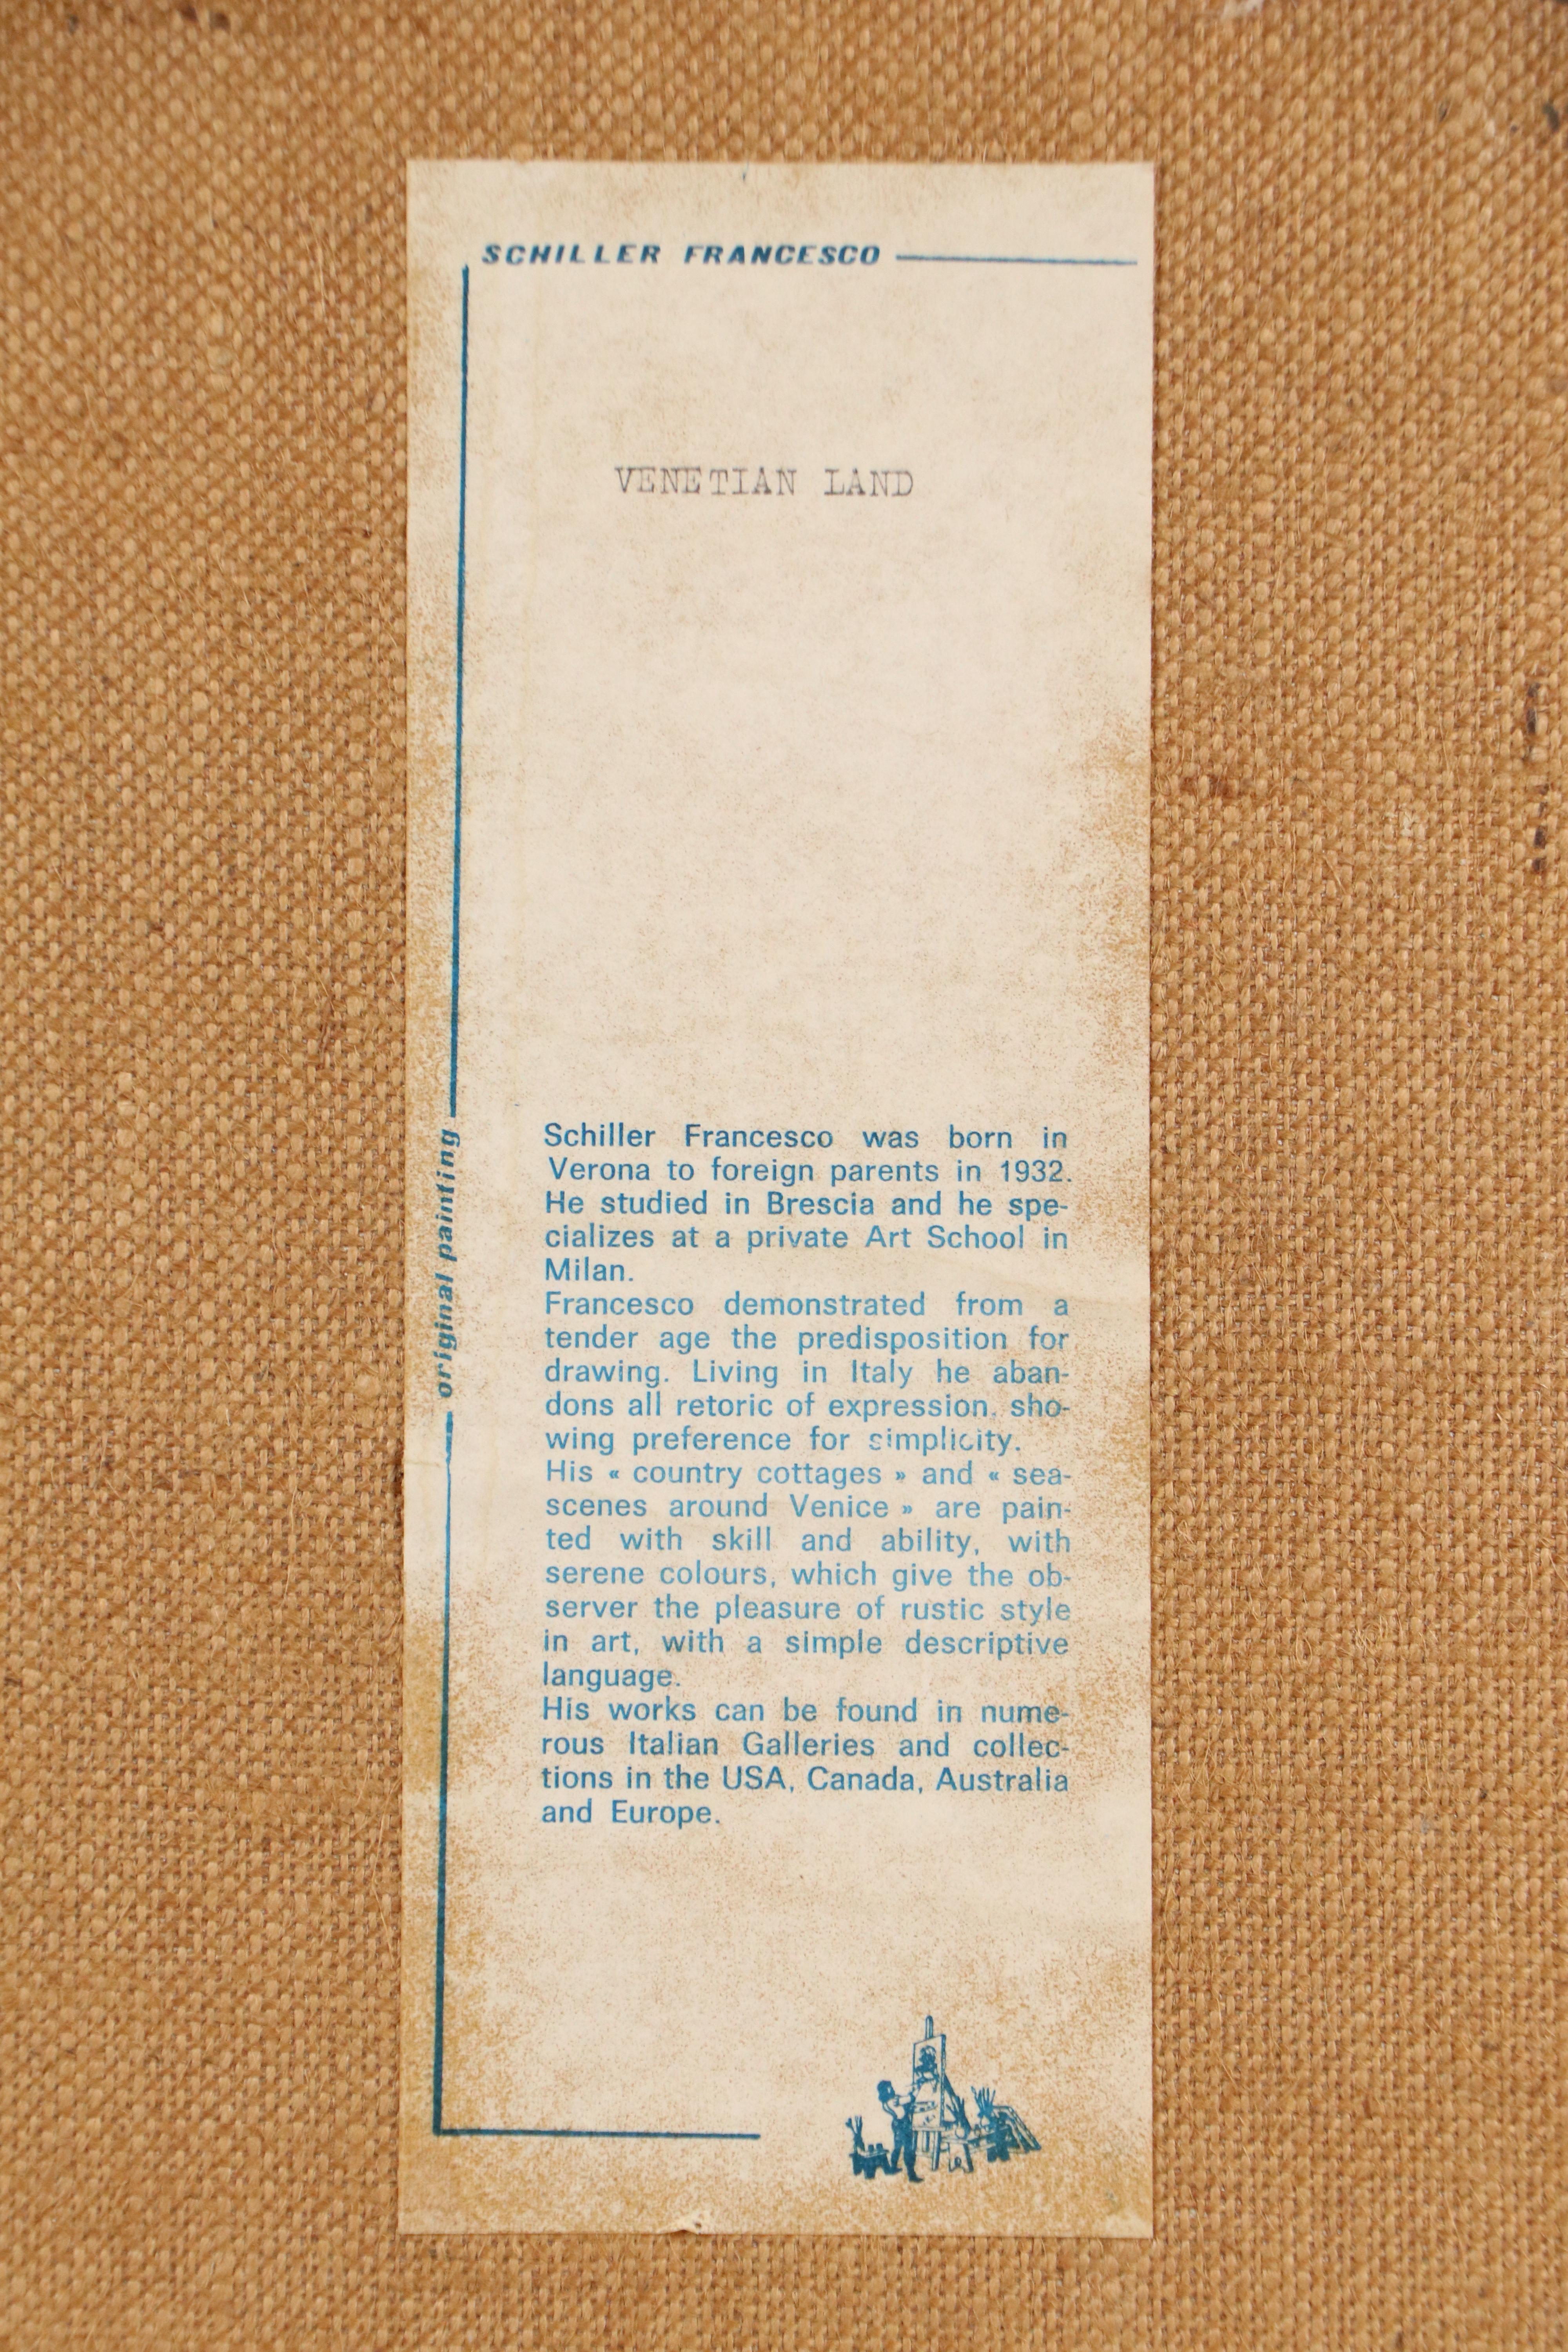 SCHILLER FRANCESCO
VENETIAN LAND
original painting
Schiller Francesco was born in
Verona to foreign parents in 1932.
He studied in Brescia and he spe-
cializes at a private Art School in
Milan.
Francesco demonstrated from a
tender age the predisposition for
drawing. Living in Italy he aban-
dons all retoric of expression, sho-
wing preference for simplicity.
His « country cottages » and « sea-
scenes around Venice » are pain-
ted with skill and ability, with
serene colours, which give the ob-
server the pleasure of rustic style
in art, with a simple descriptive
language.
His works can be found in nume-
rous Italian Galleries and collec-
tions in the USA, Canada, Australia
and Europe.